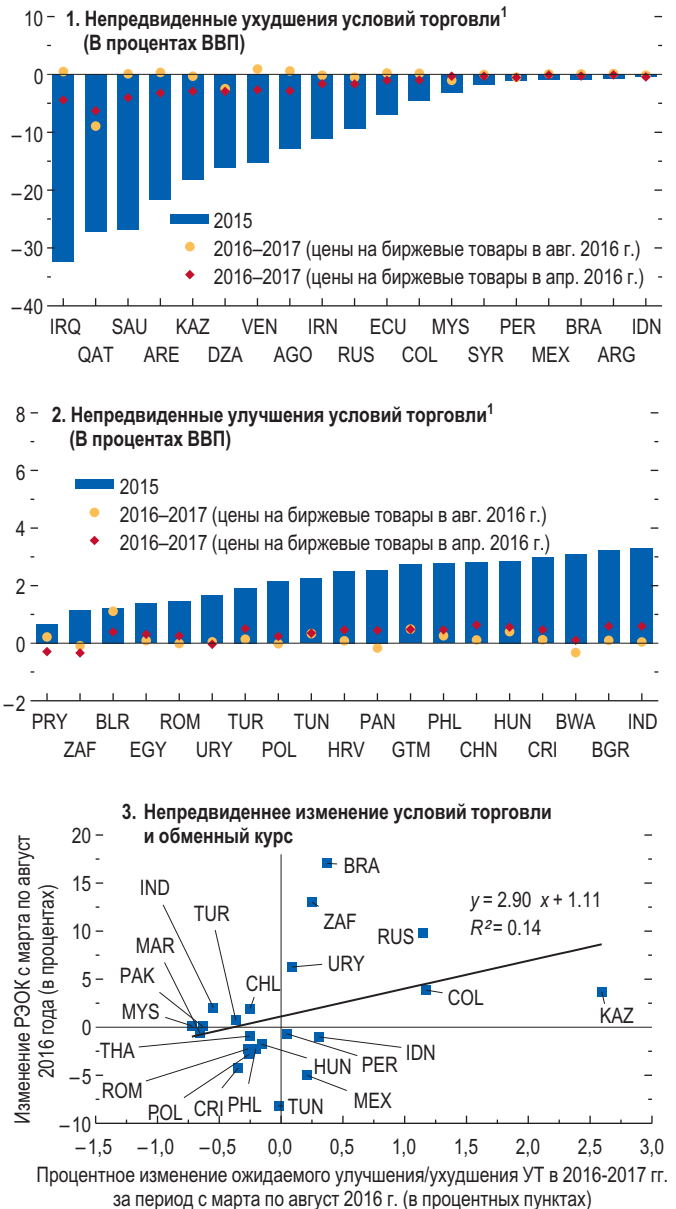 1. Непредвиденные ухудшения условий торговли¹
(В процентах ВВП)
10
0
–10
–20
–30
–40
2015
2016–2017 (цены на биржевые товары в авг. 2016 г.)
2016–2017 (цены на биржевые товары в апр. 2016 г.)
IRQ SAU KAZ VEN IRN ECU MYS PER BRA IDN
QAT ARE DZA AGO RUS COL SYR MEX ARG
2. Непредвиденные улучшения условий торговли¹
(В процентах ВВП)
8
6
4
2
0
–2
2015
2016–2017 (цены на биржевые товары в авг. 2016 г.)
2016–2017 (цены на биржевые товары в апр. 2016 г.)
PRY BLR ROM TUR TUN PAN PHL HUN BWA IND
ZAF EGY URY POL HRV GTM CHN CRI BGR
3. Непредвиденнее изменение условий торговли
и обменный курс
Изменение РЭОК с марта по август
2016 года (в процентах)
20
15
10
5
0
–5
–10
BRA
IND
TUR
ZAF
y = 2.90 x + 1.11
R² = 0.14
RUS
MAR
URY
PAK
CHL
COL
MYS
KAZ
THA
IDN
PER
HUN
ROM
MEX
POL
CRI
PHL
TUN
–1,5 –1,0 –0,5 0,0 0,5 1,0 1,5 2,0 2,5 3,0
Процентное изменение ожидаемого улучшения/ухудшения УТ в 2016-2017 гг.
за период с марта по август 2016 г. (в процентных пунктах)